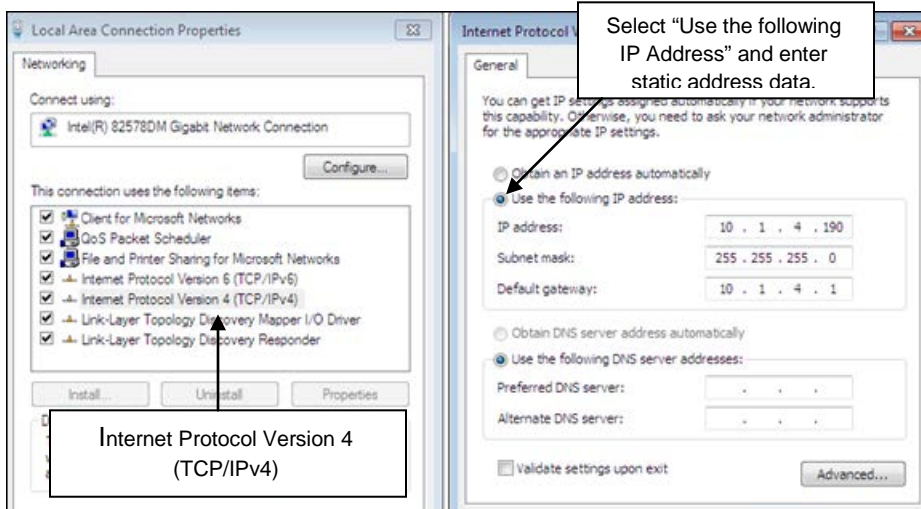 Local Area Connection Properties
Networking
Connect using:
Intel(R) 82578DM Gigabit Network Connection
Configure...
This connection uses the following items:
Client for Microsoft Networks
QoS Packet Scheduler
File and Printer Sharing for Microsoft Networks
Internet Protocol Version 6 (TCP/IPv6)
Internet Protocol Version 4 (TCP/IPv4)
Link-Layer Topology Discovery Mapper I/O Driver
Link-Layer Topology Discovery Responder
Install...
Uninstall
Properties
Internet Protocol Version 4
(TCP/IPv4)
Internet Protocol
Select “Use the following
IP Address” and enter
static address data.
General
You can get IP settings assigned automatically if your network supports
this capability. Otherwise, you need to ask your network administrator
for the appropriate IP settings.
Obtain an IP address automatically
Use the following IP address:
IP address: 10 . 1 . 4 . 190
Subnet mask: 255 . 255 . 255 . 0
Default gateway: 10 . 1 . 4 . 1
Obtain DNS server address automatically
Use the following DNS server addresses:
Preferred DNS server: . . .
Alternate DNS server: . . .
Validate settings upon exit
Advanced...